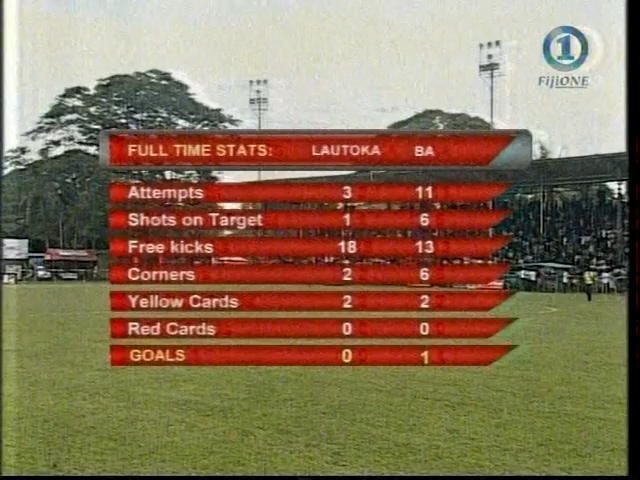 1
FijiONE
FULL TIME STATS: LAUTOKA BA
Attempts 3 11
Shots on Target 1 6
Free kicks 18 13
Corners 2 6
Yellow Cards 2 2
Red Cards 0 0
GOALS 0 1